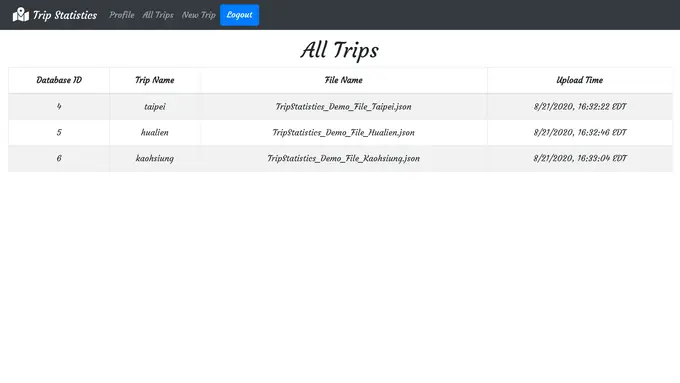 Trip Statistics Profile All Trips New Trip Logout
All Trips
Database ID Trip Name File Name Upload Time
4 taipei TripStatistics_Demo_File_Taipei.json 8/21/2020, 16:32:22 EDT
5 hualien TripStatistics_Demo_File_Hualien.json 8/21/2020, 16:32:46 EDT
6 kaohsiung TripStatistics_Demo_File_Kaohsiung.json 8/21/2020, 16:33:04 EDT